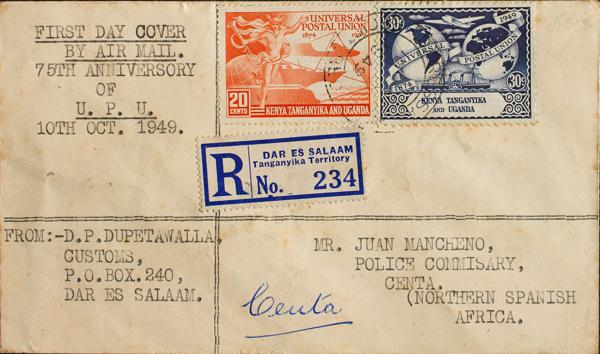 FIRST DAY COVER
BY AIR MAIL.
75TH ANNIVERSARY
OF
U. P. U.
10TH OCT. 1949.
UNIVERSAL
POSTAL UNION
1874
20
CENTS
KENYA TANGANYIKA AND UGANDA
30c
1949
UNIVERSAL
POSTAL UNION
1874
30c
KENYA TANGANYIKA
AND UGANDA
R
DAR ES SALAAM
Tanganyika Territory
No. 234
FROM:-D.P.DUPETAWALLA,
CUSTOMS,
P.O.BOX.240,
DAR ES SALAAM.
MR. JUAN MANCHENO,
POLICE COMMISARY,
CENTA.
(NORTHERN SPANISH
AFRICA.
Centa